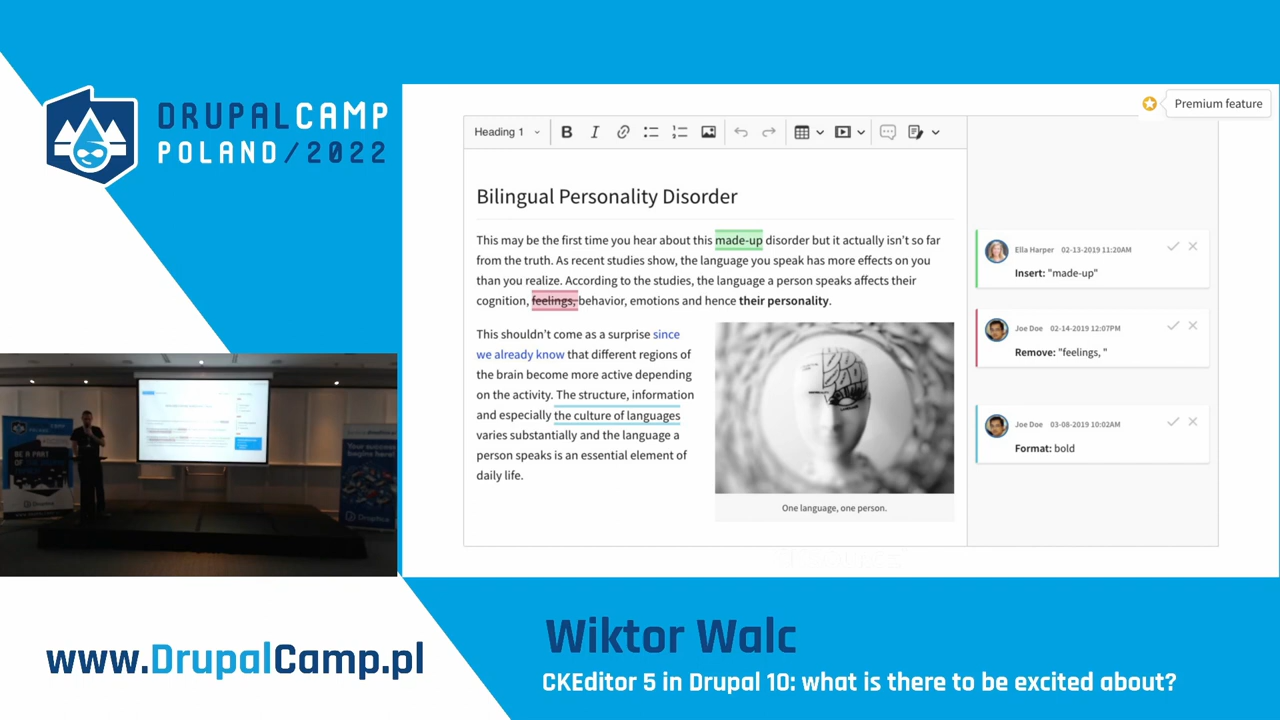 DRUPALCAMP
POLAND/2022
Premium feature
Heading 1
Bilingual Personality Disorder
This may be the first time you hear about this made-up disorder but it actually isn't so far
from the truth. As recent studies show, the language you speak has more effects on you
than you realize. According to the studies, the language a person speaks affects their
cognition, feelings, behavior, emotions and hence their personality.
This shouldn't come as a surprise since
we already know that different regions of
the brain become more active depending
on the activity. The structure, information
and especially the culture of languages
varies substantially and the language a
person speaks is an essential element of
daily life.
One language, one person.
Ella Harper 02-13-2019 11:20AM
Insert: "made-up"
Joe Doe 02-14-2019 12:07PM
Remove: "feelings, "
Joe Doe 03-08-2019 10:02AM
Format: bold
BE A PART
Your success
begins here!
www.DrupalCamp.pl
Wiktor Walc
CKEditor 5 in Drupal 10: what is there to be excited about?